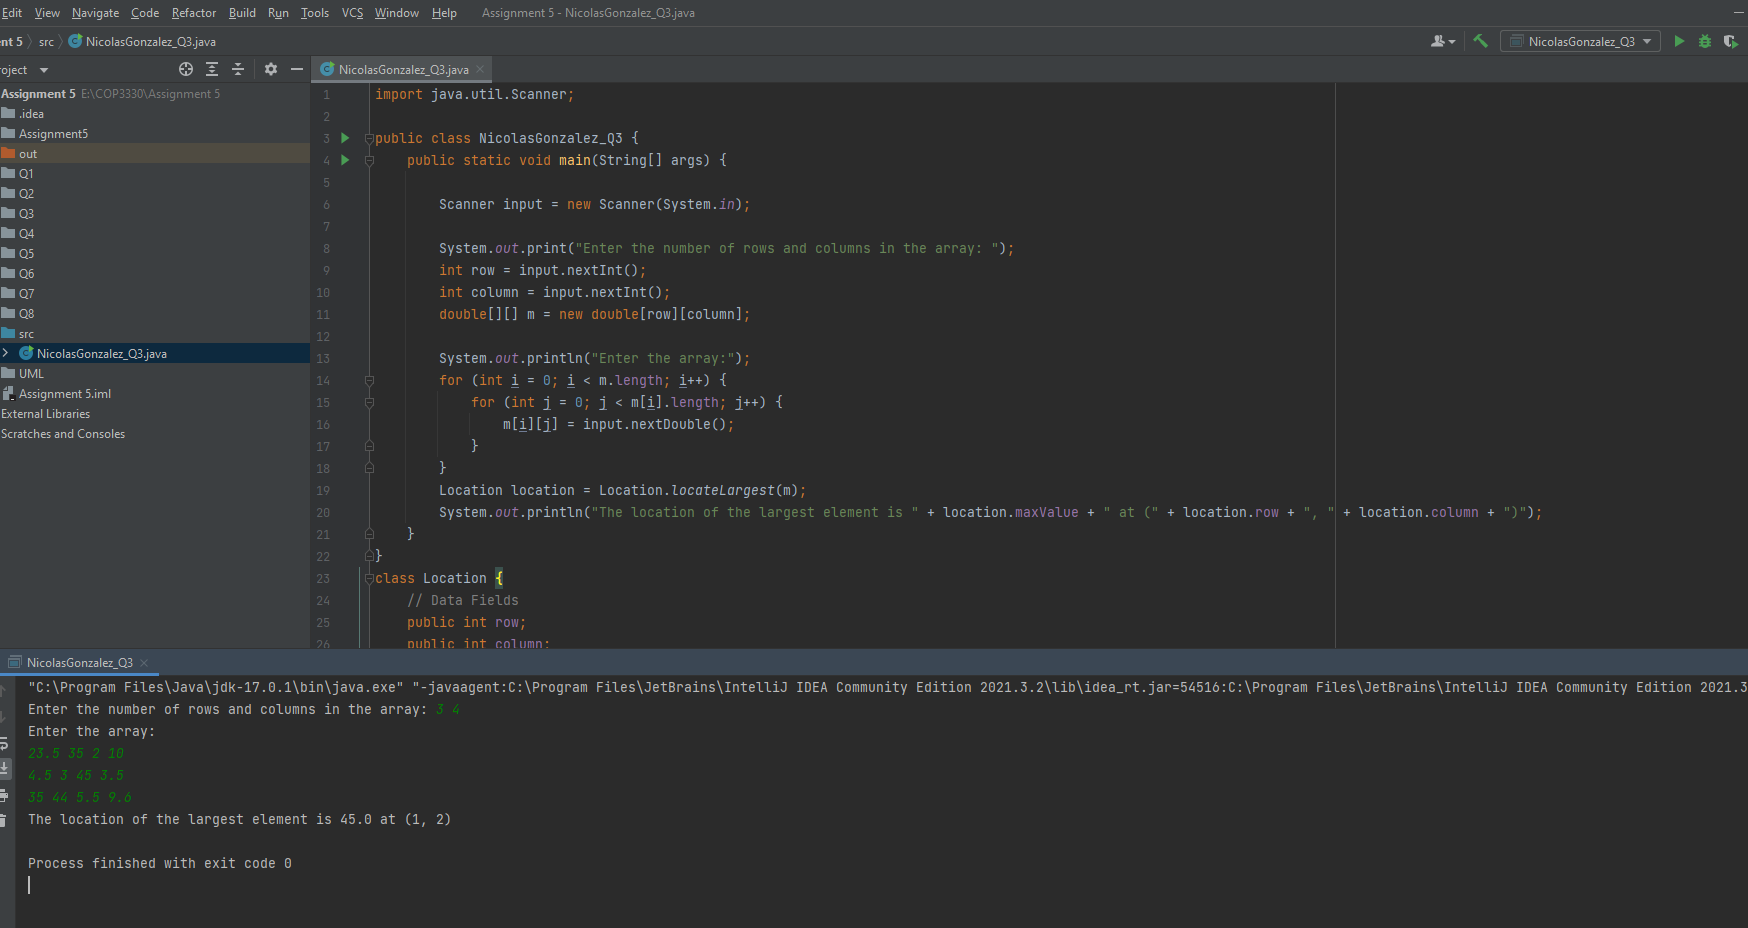 Edit View Navigate Code Refactor Build Run Tools VCS Window Help Assignment 5 - NicolasGonzalez_Q3.java
nt 5 src NicolasGonzalez_Q3.java NicolasGonzalez_Q3
roject NicolasGonzalez_Q3.java
Assignment 5 E:\COP3330\Assignment 5
.idea
Assignment5
out
Q1
Q2
Q3
Q4
Q5
Q6
Q7
Q8
src
NicolasGonzalez_Q3.java
UML
Assignment 5.iml
External Libraries
Scratches and Consoles
1 import java.util.Scanner;
2
3 public class NicolasGonzalez_Q3 {
4 public static void main(String[] args) {
5
6 Scanner input = new Scanner(System.in);
7
8 System.out.print("Enter the number of rows and columns in the array: ");
9 int row = input.nextInt();
10 int column = input.nextInt();
11 double[][] m = new double[row][column];
12
13 System.out.println("Enter the array:");
14 for (int i = 0; i < m.length; i++) {
15 for (int j = 0; j < m[i].length; j++) {
16 m[i][j] = input.nextDouble();
17 }
18 }
19 Location location = Location.locateLargest(m);
20 System.out.println("The location of the largest element is " + location.maxValue + " at (" + location.row + ", " + location.column + ")");
21 }
22 }
23 class Location {
24 // Data Fields
25 public int row;
26 public int column;
NicolasGonzalez_Q3
"C:\Program Files\Java\jdk-17.0.1\bin\java.exe" "-javaagent:C:\Program Files\JetBrains\IntelliJ IDEA Community Edition 2021.3.2\lib\idea_rt.jar=54516:C:\Program Files\JetBrains\IntelliJ IDEA Community Edition 2021.3
Enter the number of rows and columns in the array: 3 4
Enter the array:
23.5 35 2 10
4.5 3 45 3.5
35 44 5.5 9.6
The location of the largest element is 45.0 at (1, 2)
Process finished with exit code 0